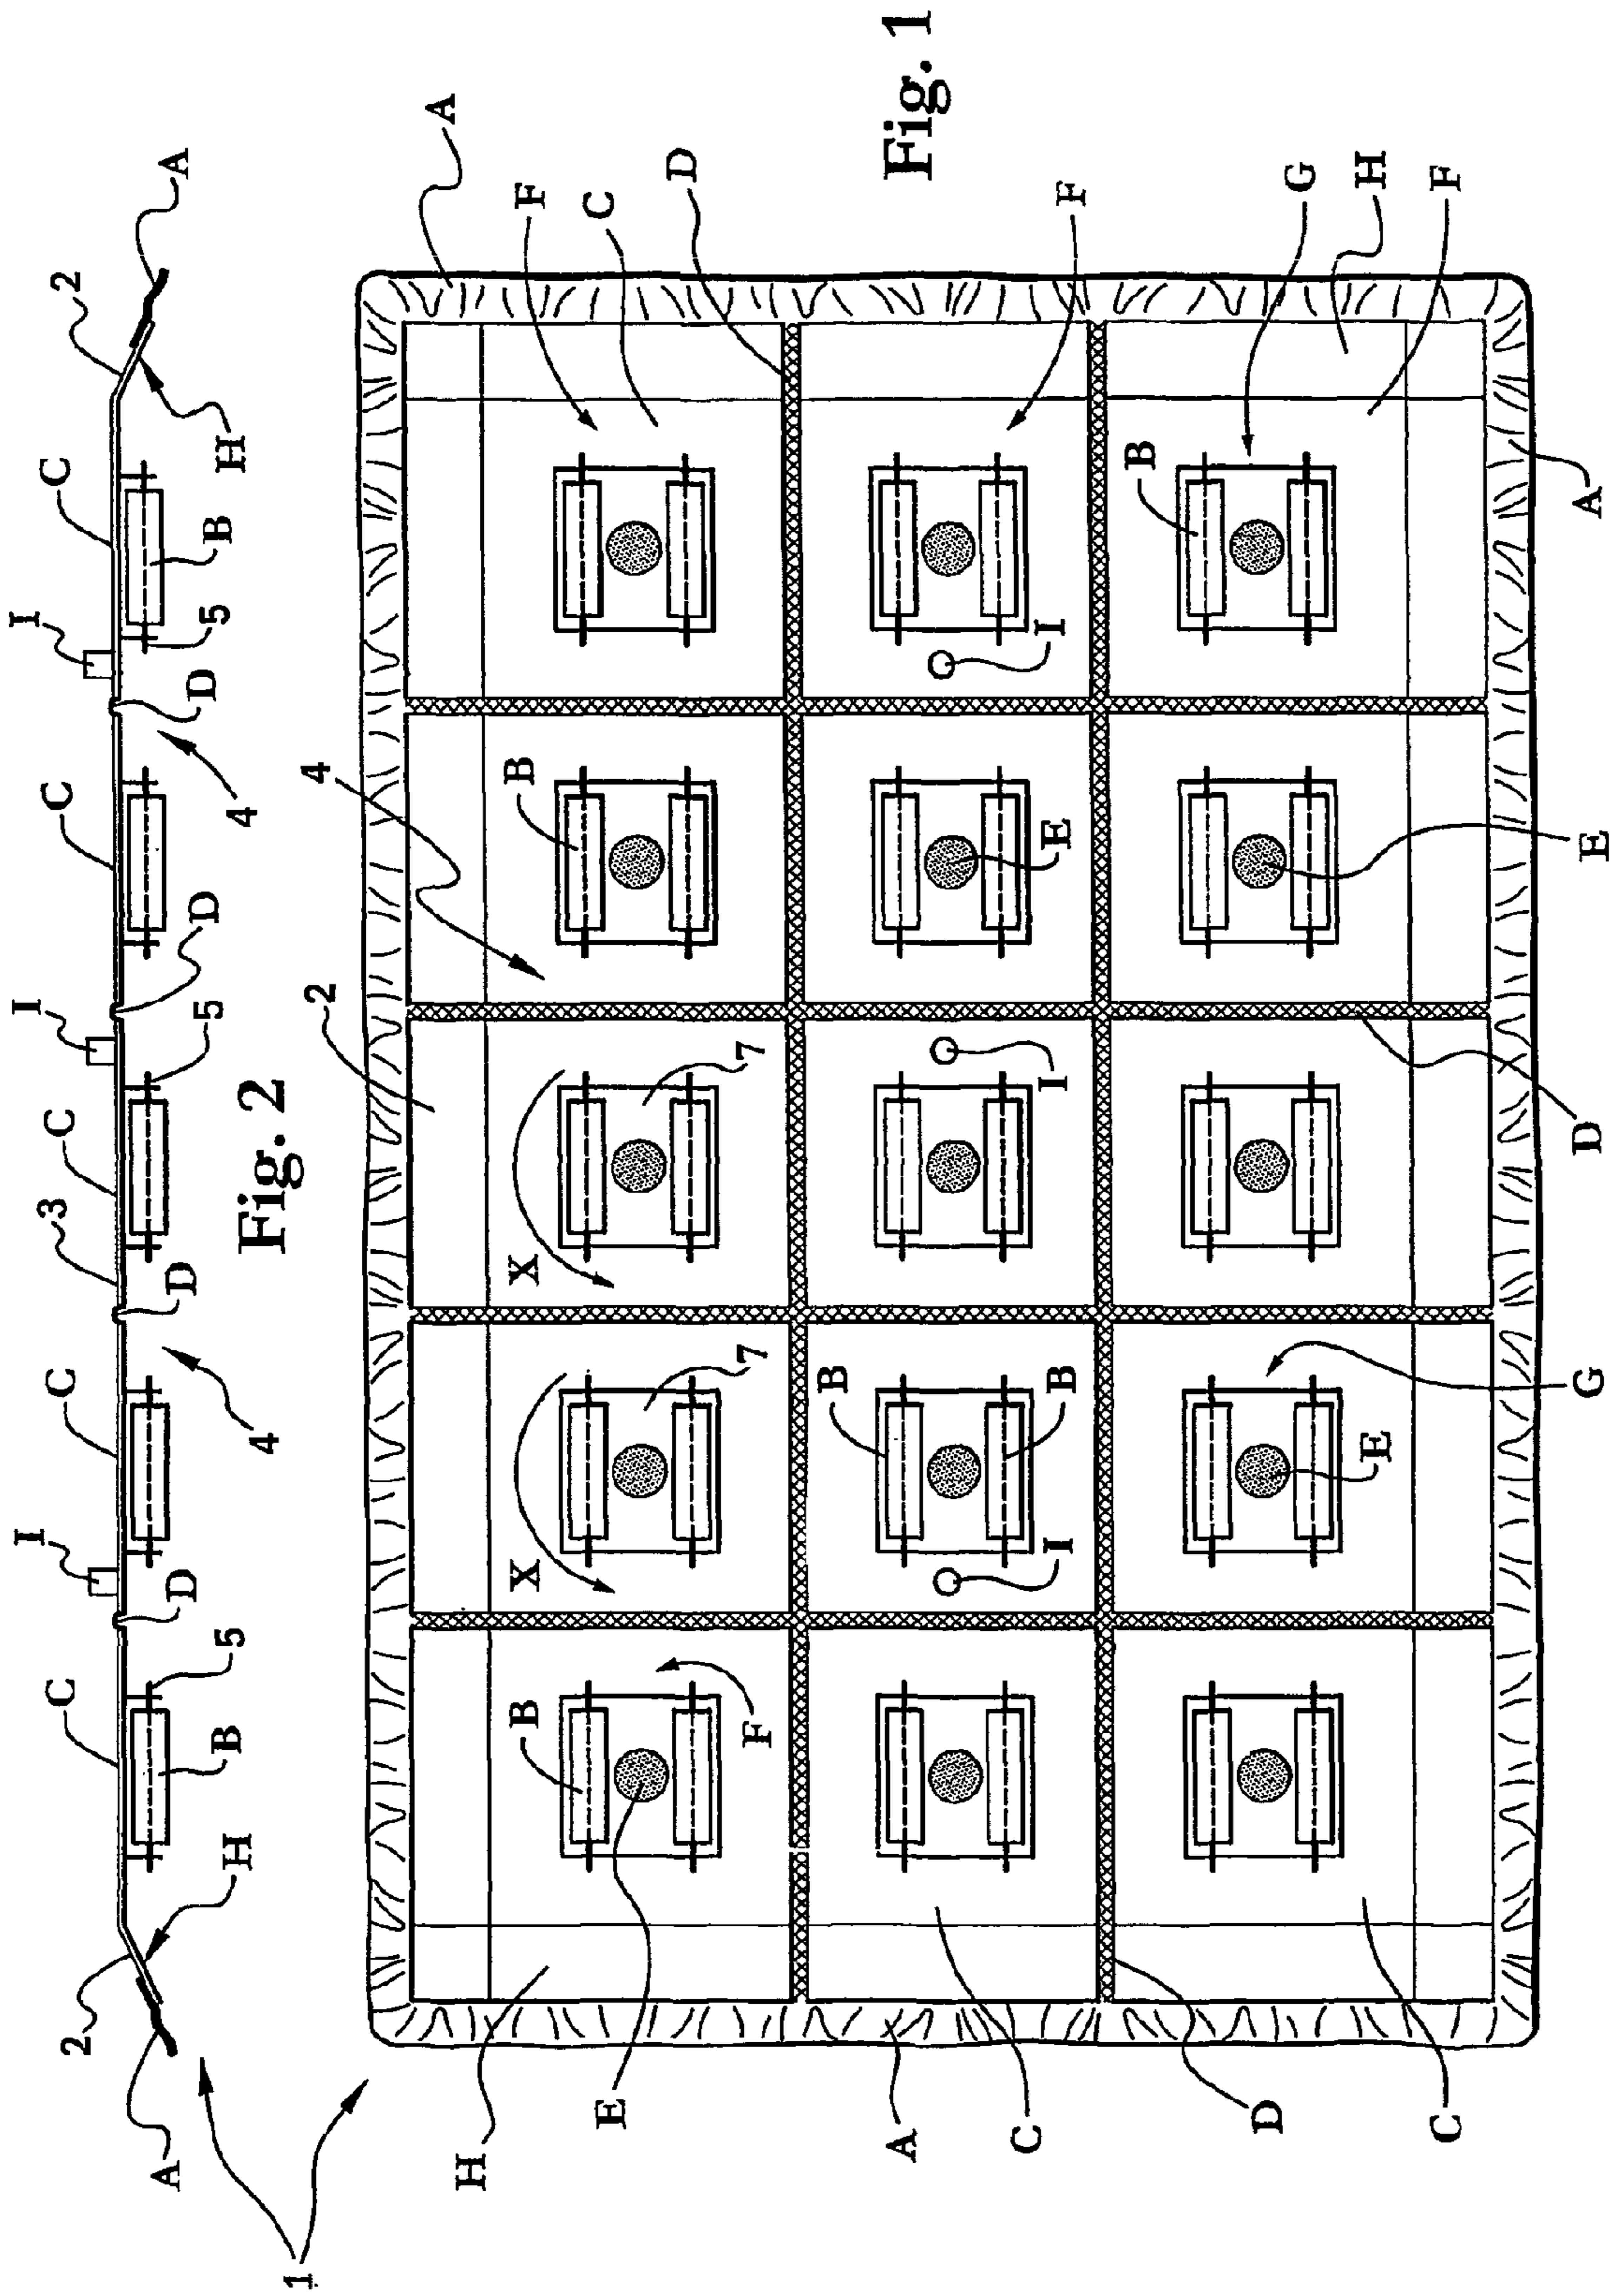 I I I
2 C C 3 C C C 2
A D D D D A
H B 5 5 5 B H
4 4
Fig. 2
1
2 4 A
H B X X B F
E C
D
F 7 7
B
A Fig. 1
C I B I E I F
B
D G
E H
C F
G D E A